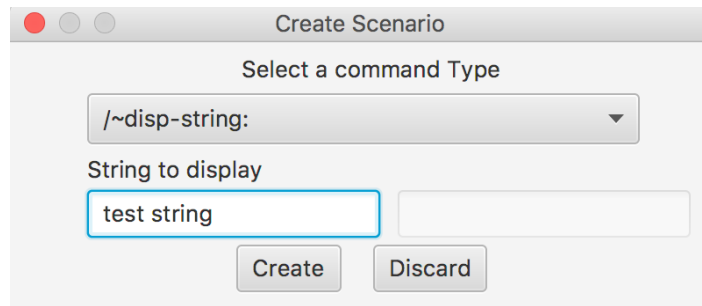 Create Scenario
Select a command Type
/~disp-string:
String to display
test string
Create Discard